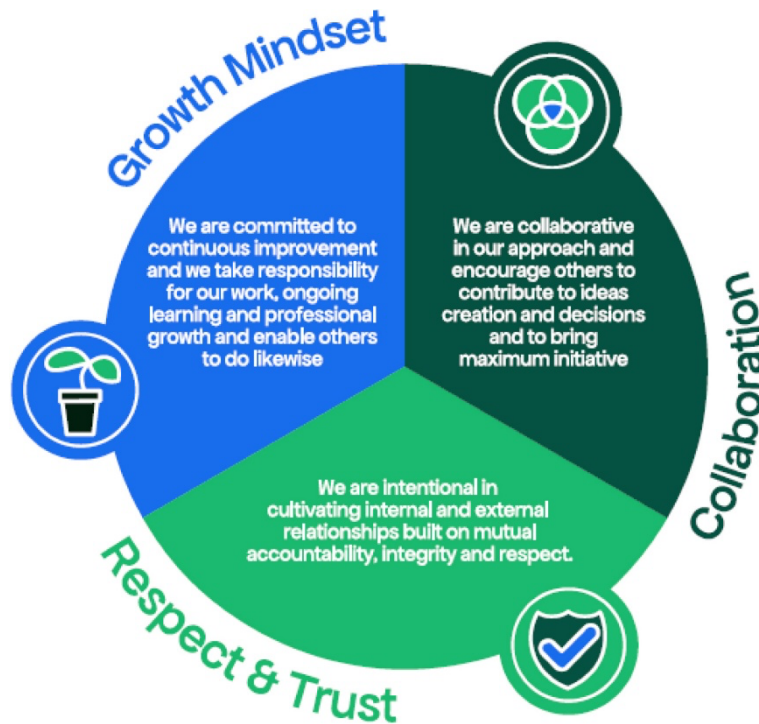 Growth Mindset
We are committed to
continuous improvement
and we take responsibility
for our work, ongoing
learning and professional
growth and enable others
to do likewise
Collaboration
We are collaborative
in our approach and
encourage others to
contribute to ideas
creation and decisions
and to bring
maximum initiative
Respect & Trust
We are intentional in
cultivating internal and external
relationships built on mutual
accountability, integrity and respect.